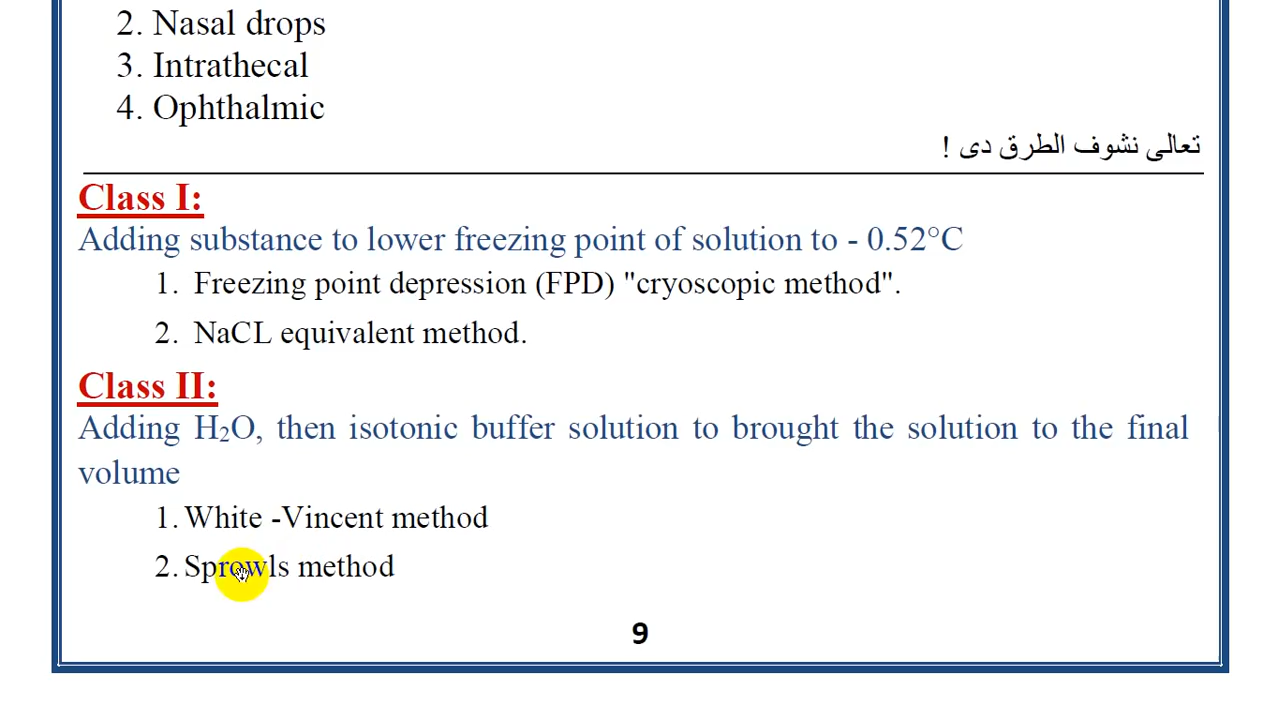 2. Nasal drops
3. Intrathecal
4. Ophthalmic
تعالى نشوف الطرق دى !
Class I:
Adding substance to lower freezing point of solution to - 0.52°C
1. Freezing point depression (FPD) "cryoscopic method".
2. NaCL equivalent method.
Class II:
Adding H₂O, then isotonic buffer solution to brought the solution to the final
volume
1. White -Vincent method
2. Sprowls method
9